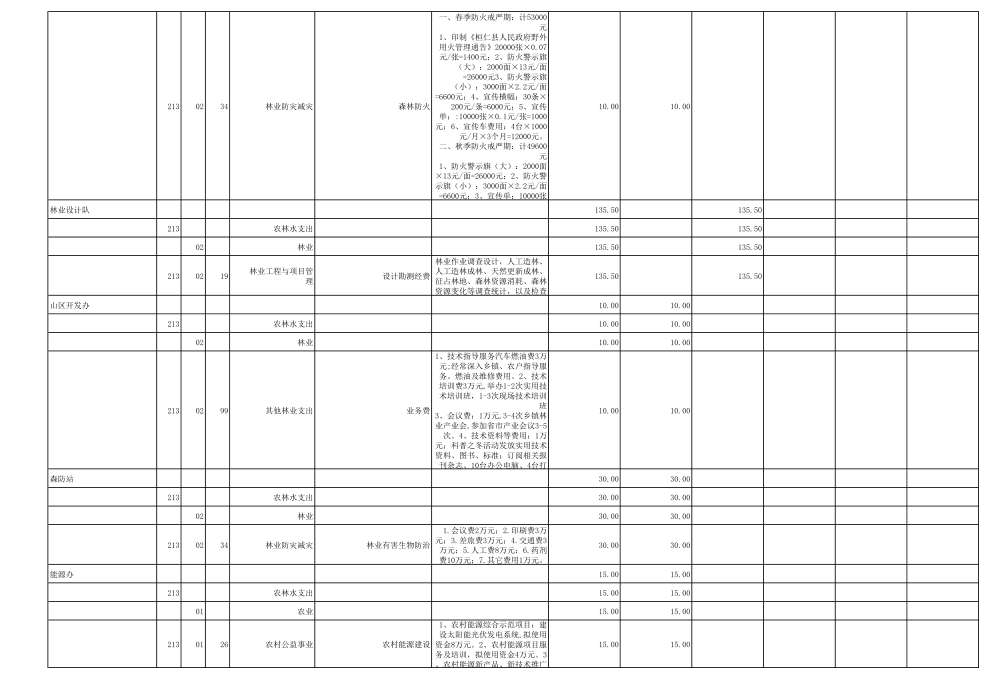 一、春季防火戒严期：计53000
元
1、印制《桓仁县人民政府野外
用火管理通告》20000张×0.07
元/张=1400元；2、防火警示旗
（大）：2000面×13元/面
=26000元3、防火警示旗
（小）：3000面×2.2元/面
=6600元；4、宣传横幅：30条×
200元/条=6000元；5、宣传
单：:10000张×0.1元/张=1000
元；6、宣传车费用：4台×1000
元/月×3个月=12000元。
二、秋季防火戒严期：计49600
元
1、防火警示旗（大）：2000面
×13元/面=26000元；2、防火警
示旗（小）：3000面×2.2元/面
=6600元；3、宣传单：10000张
213 02 34 林业防灾减灾 森林防火 10.00 10.00
林业设计队 135.50 135.50
213 农林水支出 135.50 135.50
02 林业 135.50 135.50
213 02 19 林业工程与项目管
理
设计勘测经费
林业作业调查设计，人工造林、
人工造林成林、天然更新成林、
征占林地、森林资源消耗、森林
资源变化等调查统计，以及检查
135.50 135.50
山区开发办 10.00 10.00
213 农林水支出 10.00 10.00
02 林业 10.00 10.00
213 02 99 其他林业支出 业务费
1、技术指导服务汽车燃油费3万
元;经常深入乡镇、农户指导服
务。燃油及维修费用。2、技术
培训费3万元,举办1-2次实用技
术培训班，1-3次现场技术培训
班
3、会议费；1万元,3-4次乡镇林
业产业会,参加省市产业会议3-5
次。4、技术资料等费用；1万
元；科普之冬活动发放实用技术
资料、图书、标准；订阅相关报
刊杂志、10台办公电脑、4台打
10.00 10.00
森防站 30.00 30.00
213 农林水支出 30.00 30.00
02 林业 30.00 30.00
213 02 34 林业防灾减灾 林业有害生物防治
1.会议费2万元；2.印刷费3万
元；3.差旅费3万元；4.交通费3
万元；5.人工费8万元；6.药剂
费10万元；7.其它费用1万元。
30.00 30.00
能源办 15.00 15.00
213 农林水支出 15.00 15.00
01 农业 15.00 15.00
213 01 26 农村公益事业 农村能源建设
1、农村能源综合示范项目；建
设太阳能光伏发电系统,拟使用
资金8万元。2、农村能源项目服
务及培训，拟使用资金4万元。3
、农村能源新产品、新技术推广
15.00 15.00